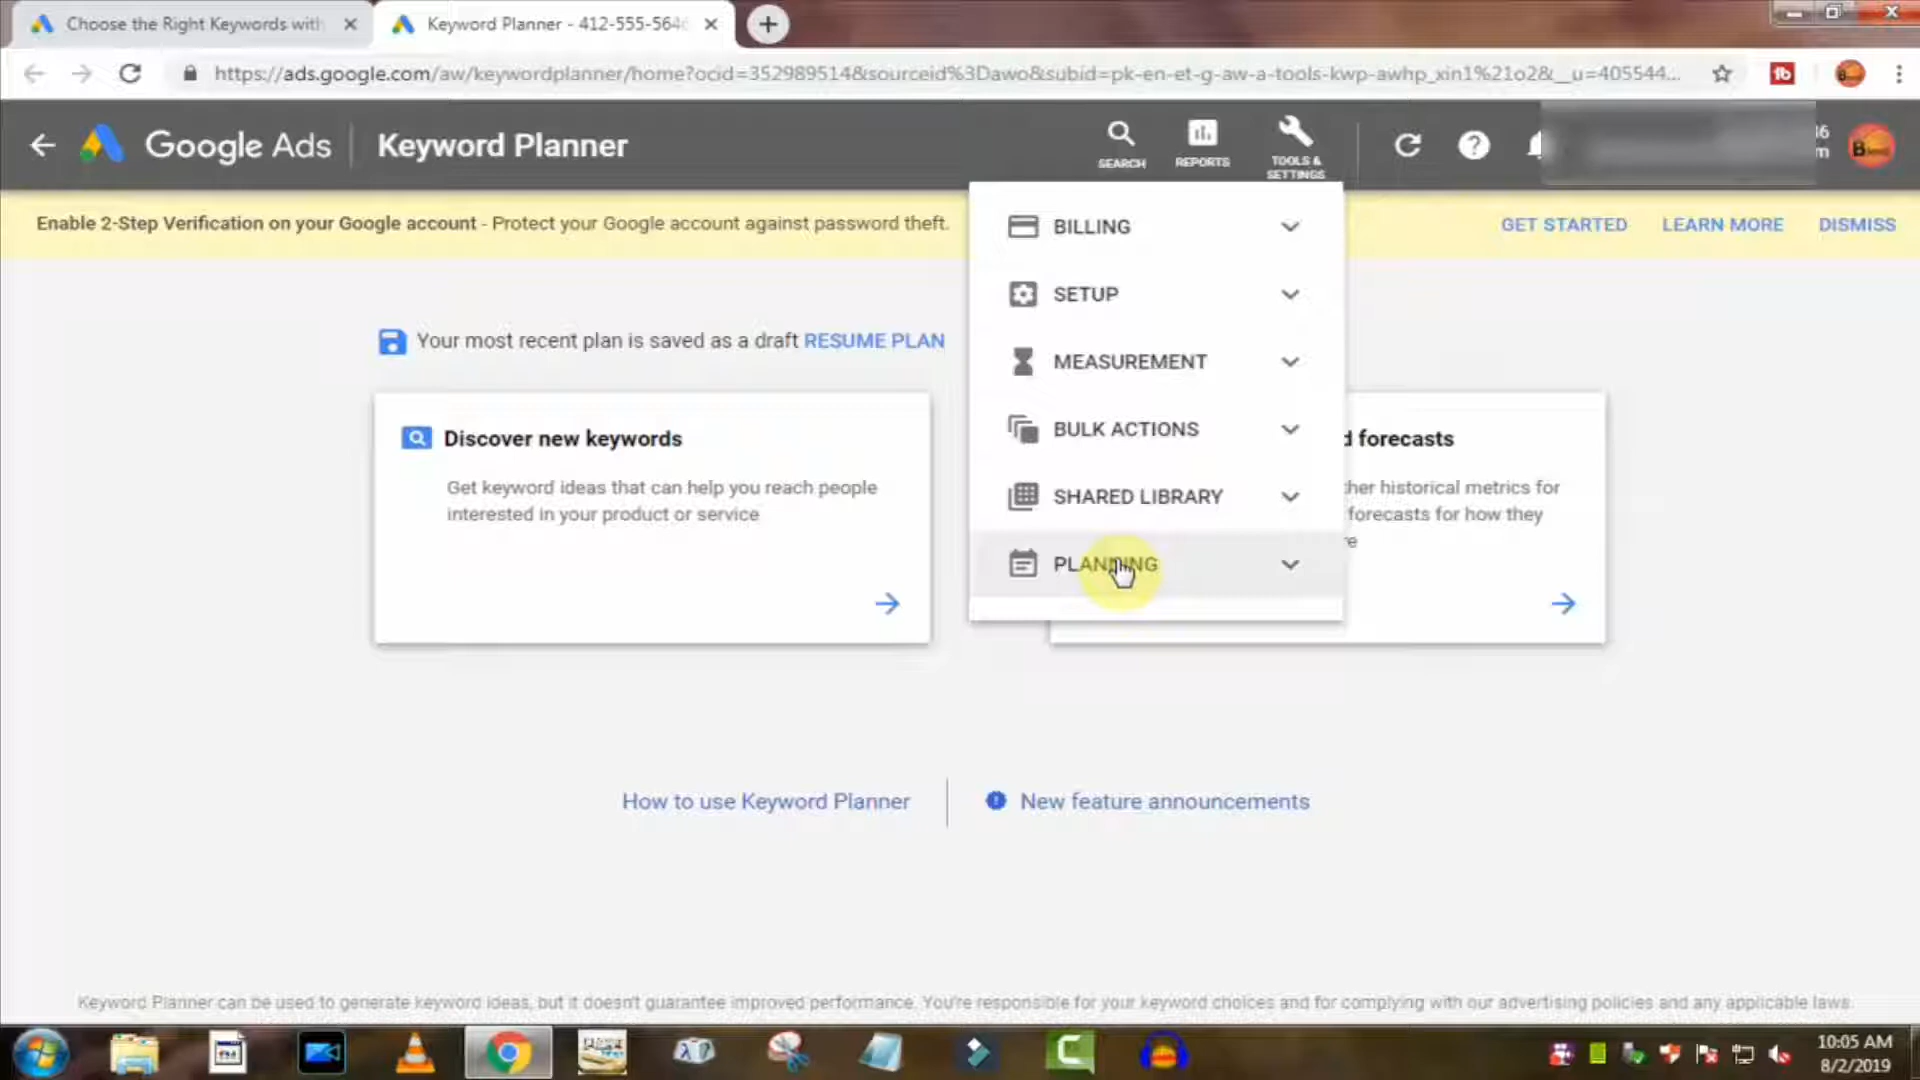 Choose the Right Keywords with
Keyword Planner - 412-555-564
https://ads.google.com/aw/keywordplanner/home?ocid=352989514&sourceid%3Dawo&subid=pk-en-et-g-aw-a-tools-kwp-awhp_xin1%21o2&__u=405544...
Google Ads
Keyword Planner
SEARCH
REPORTS
TOOLS &
SETTINGS
Enable 2-Step Verification on your Google account - Protect your Google account against password theft.
GET STARTED
LEARN MORE
DISMISS
BILLING
SETUP
MEASUREMENT
BULK ACTIONS
SHARED LIBRARY
PLANNING
Your most recent plan is saved as a draft RESUME PLAN
Discover new keywords
Get keyword ideas that can help you reach people
interested in your product or service
d forecasts
her historical metrics for
forecasts for how they
re
How to use Keyword Planner
New feature announcements
Keyword Planner can be used to generate keyword ideas, but it doesn't guarantee improved performance. You're responsible for your keyword choices and for complying with our advertising policies and any applicable laws.
10:05 AM
8/2/2019